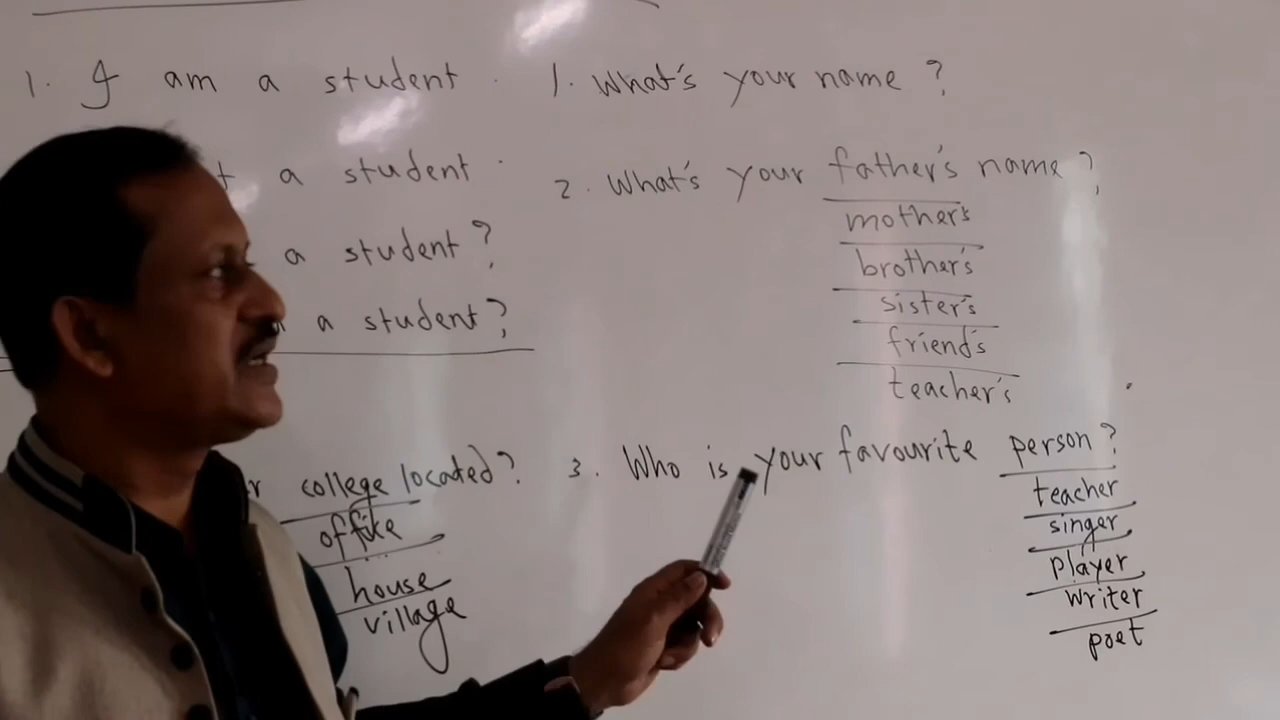 1. I am a student.
a student.
a student?
a student?
college located?
office
house
village
1. What's your name?
2. What's your father's name?
mother's
brother's
sister's
friend's
teacher's
3. Who is your favourite person?
teacher
singer
player
writer
poet